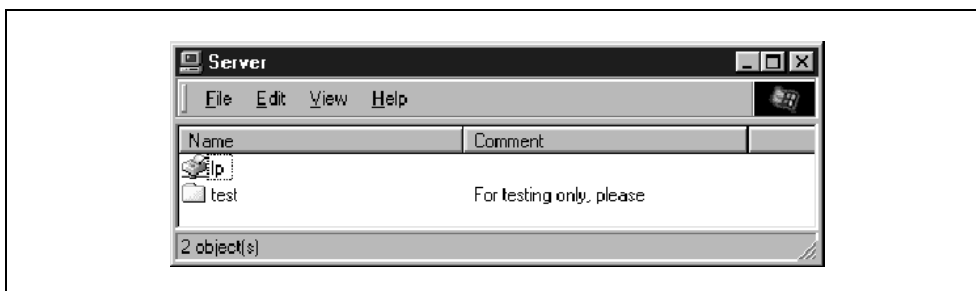 Server
File Edit View Help
Name Comment
lp
test For testing only, please
2 object(s)